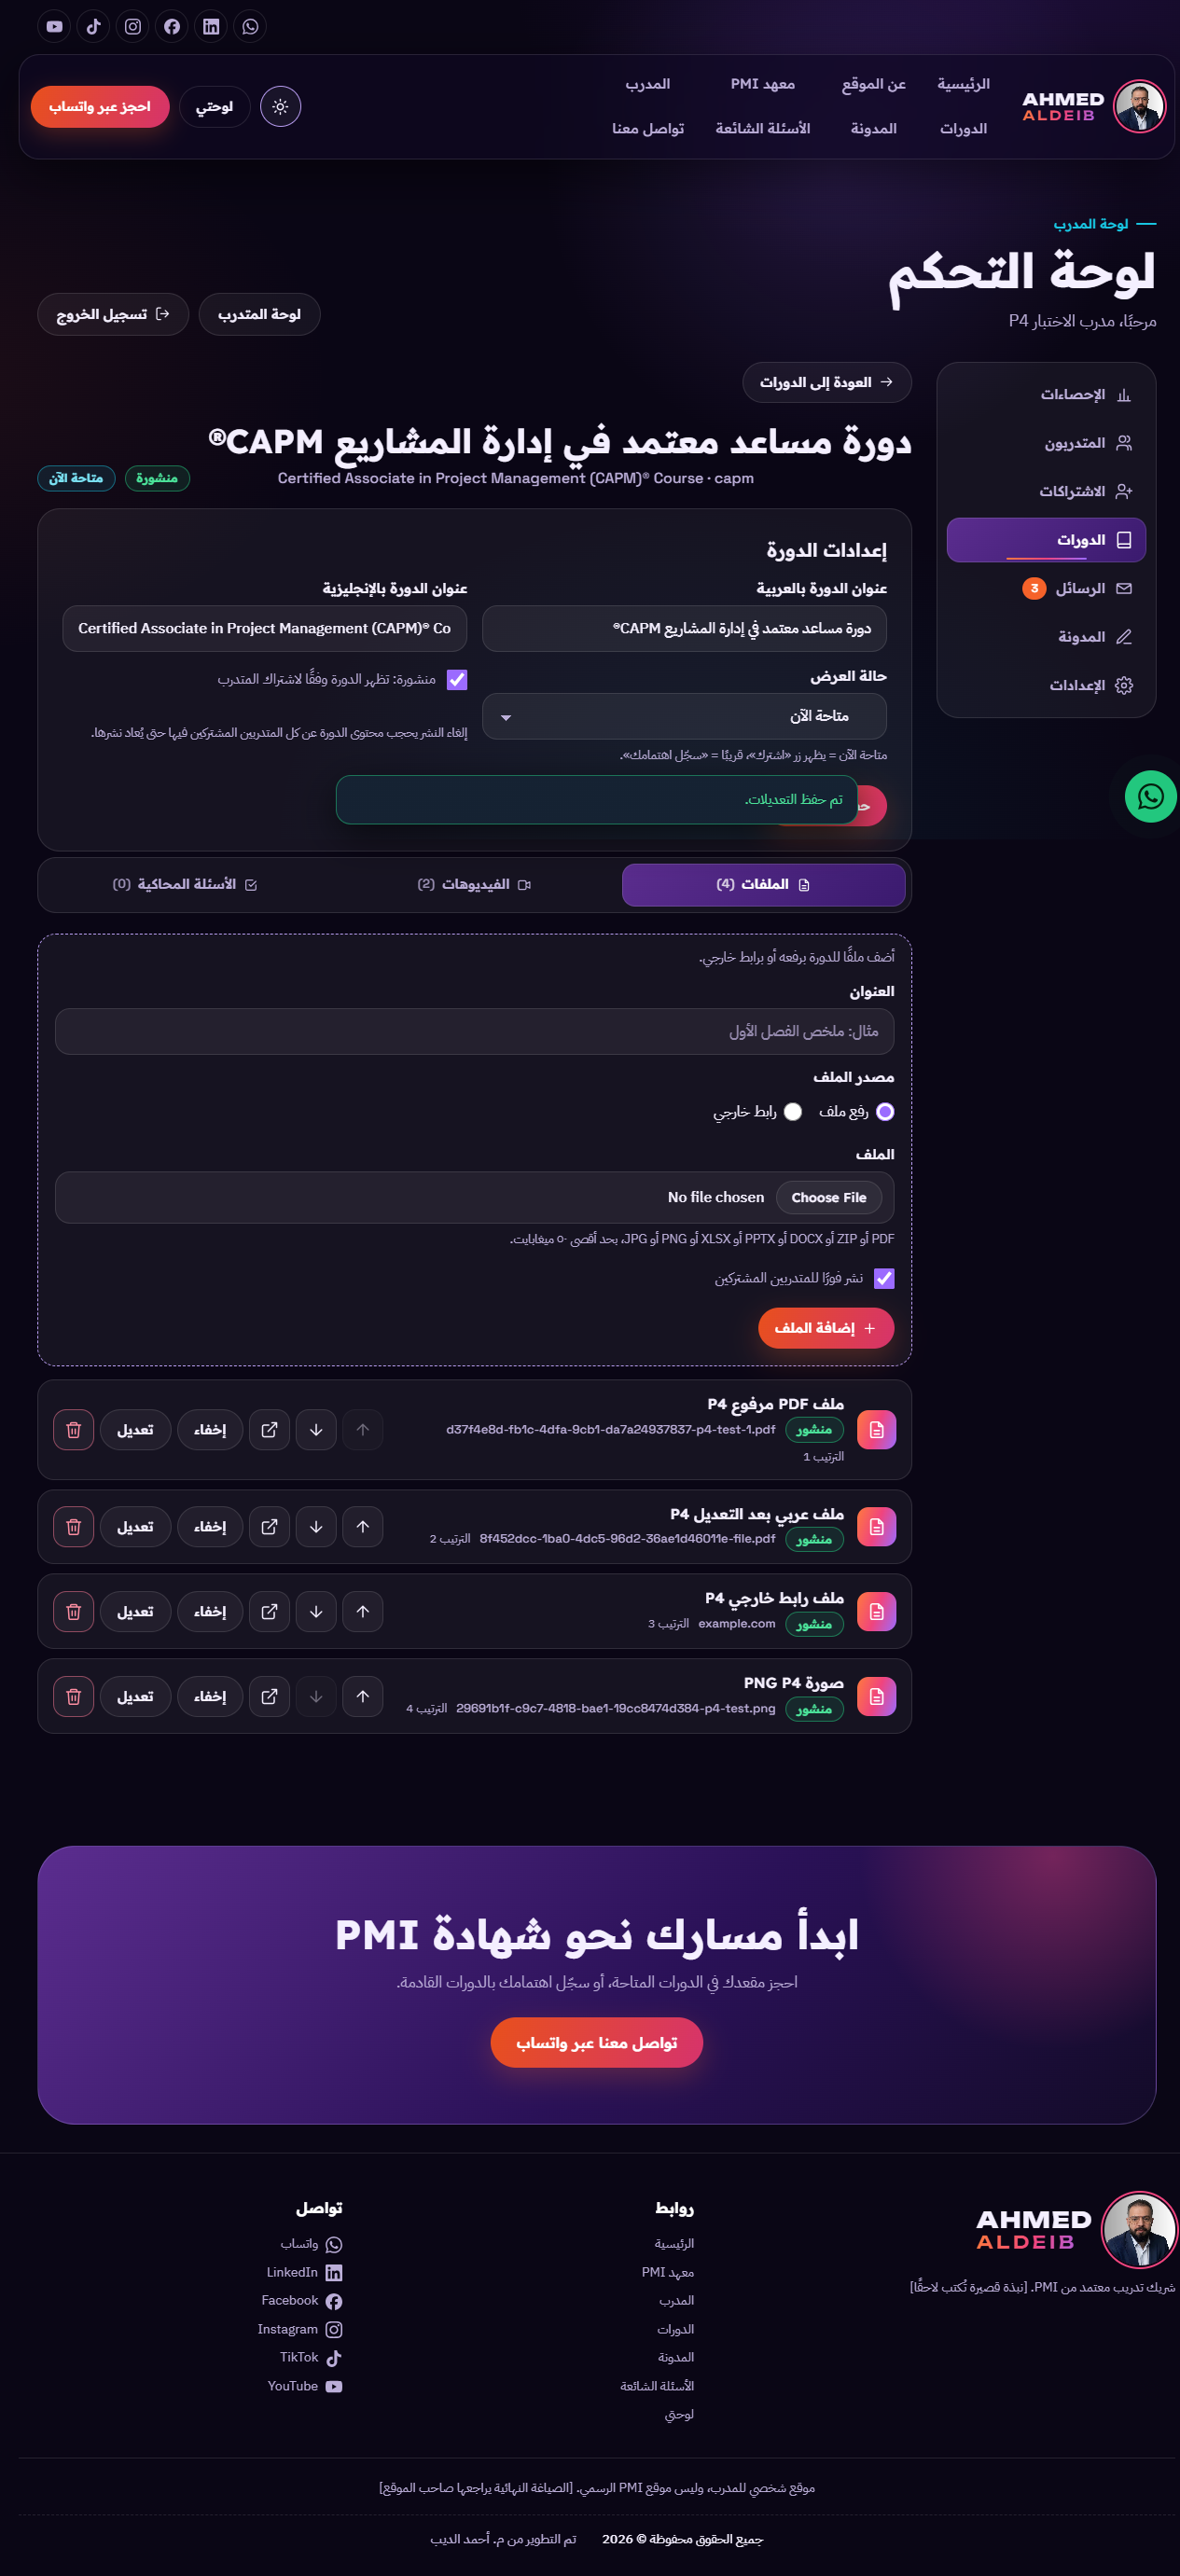 AHMED
ALDEIB
الرئيسية
عن الموقع
معهد PMI
المدرب
الدورات
المدونة
الأسئلة الشائعة
تواصل معنا
لوحتي
احجز عبر واتساب
لوحة المدرب
لوحة التحكم
مرحبًا، مدرب الاختبار P4
لوحة المتدرب
تسجيل الخروج
الإحصاءات
المتدربون
الاشتراكات
الدورات
الرسائل 3
المدونة
الإعدادات
العودة إلى الدورات
دورة مساعد معتمد في إدارة المشاريع CAPM®
Certified Associate in Project Management (CAPM)® Course · capm
منشورة
متاحة الآن
إعدادات الدورة
عنوان الدورة بالعربية
دورة مساعد معتمد في إدارة المشاريع CAPM®
عنوان الدورة بالإنجليزية
Certified Associate in Project Management (CAPM)® Co
حالة العرض
متاحة الآن
متاحة الآن = يظهر زر «اشترك»، قريبًا = «سجّل اهتمامك».
منشورة: تظهر الدورة وفقًا لاشتراك المتدرب
إلغاء النشر يحجب محتوى الدورة عن كل المتدربين المشتركين فيها حتى يُعاد نشرها.
تم حفظ التعديلات.
الملفات (4)
الفيديوهات (2)
الأسئلة المحاكية (0)
أضف ملفًا للدورة برفعه أو برابط خارجي.
العنوان
مثال: ملخص الفصل الأول
مصدر الملف
رفع ملف
رابط خارجي
الملف
Choose File No file chosen
PDF أو ZIP أو DOCX أو PPTX أو XLSX أو PNG أو JPG، بحد أقصى ٥٠ ميغابايت.
نشر فورًا للمتدربين المشتركين
إضافة الملف
ملف PDF مرفوع P4
منشور d37f4e8d-fb1c-4dfa-9cb1-da7a24937837-p4-test-1.pdf
الترتيب 1
إخفاء
تعديل
ملف عربي بعد التعديل P4
منشور 8f452dcc-1ba0-4dc5-96d2-36ae1d46011e-file.pdf الترتيب 2
إخفاء
تعديل
ملف رابط خارجي P4
منشور example.com الترتيب 3
إخفاء
تعديل
صورة PNG P4
منشور 29691b1f-c9c7-4818-bae1-19cc8474d384-p4-test.png الترتيب 4
إخفاء
تعديل
ابدأ مسارك نحو شهادة PMI
احجز مقعدك في الدورات المتاحة، أو سجّل اهتمامك بالدورات القادمة.
تواصل معنا عبر واتساب
AHMED
ALDEIB
شريك تدريب معتمد من PMI. [نبذة قصيرة تُكتب لاحقًا]
روابط
الرئيسية
معهد PMI
المدرب
الدورات
المدونة
الأسئلة الشائعة
لوحتي
تواصل
واتساب
LinkedIn
Facebook
Instagram
TikTok
YouTube
موقع شخصي للمدرب، وليس موقع PMI الرسمي. [الصياغة النهائية يراجعها صاحب الموقع]
جميع الحقوق محفوظة © 2026
تم التطوير من م. أحمد الديب